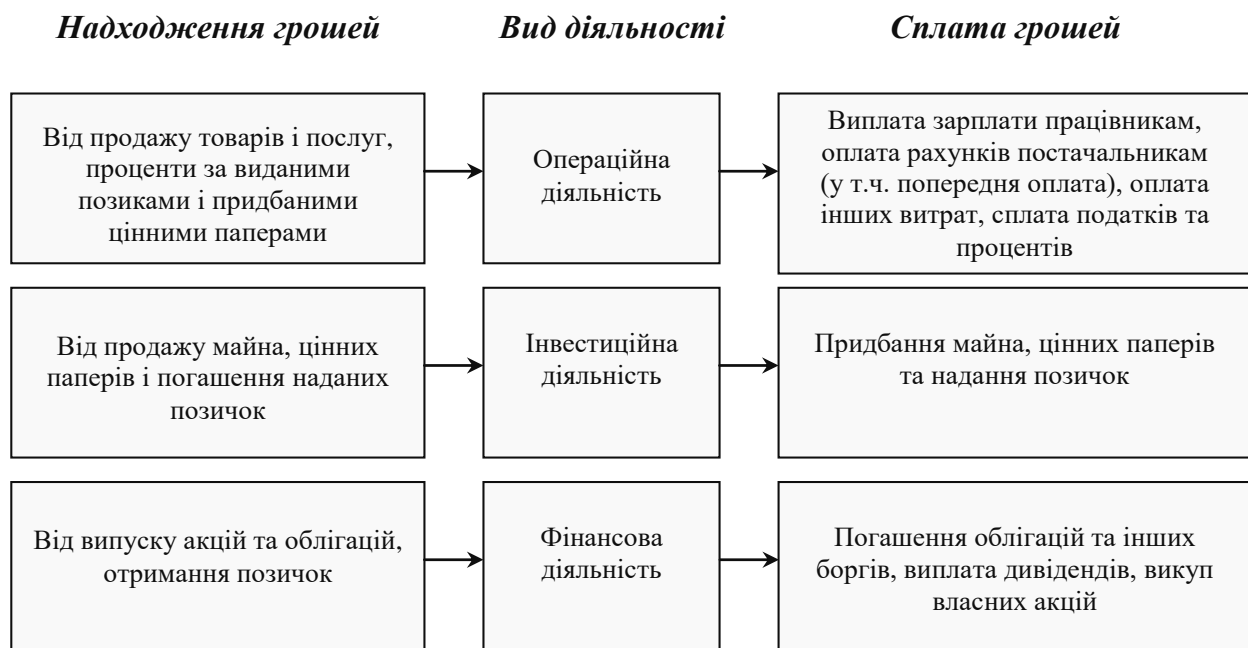 Надходження грошей
Вид діяльності
Сплата грошей
Від продажу товарів і послуг,
проценти за виданими
позиками і придбаними
цінними паперами
Операційна
діяльність
Виплата зарплати працівникам,
оплата рахунків постачальникам
(у т.ч. попередня оплата), оплата
інших витрат, сплата податків та
процентів
Від продажу майна, цінних
паперів і погашення наданих
позичок
Інвестиційна
діяльність
Придбання майна, цінних паперів
та надання позичок
Від випуску акцій та облігацій,
отримання позичок
Фінансова
діяльність
Погашення облігацій та інших
боргів, виплата дивідендів, викуп
власних акцій